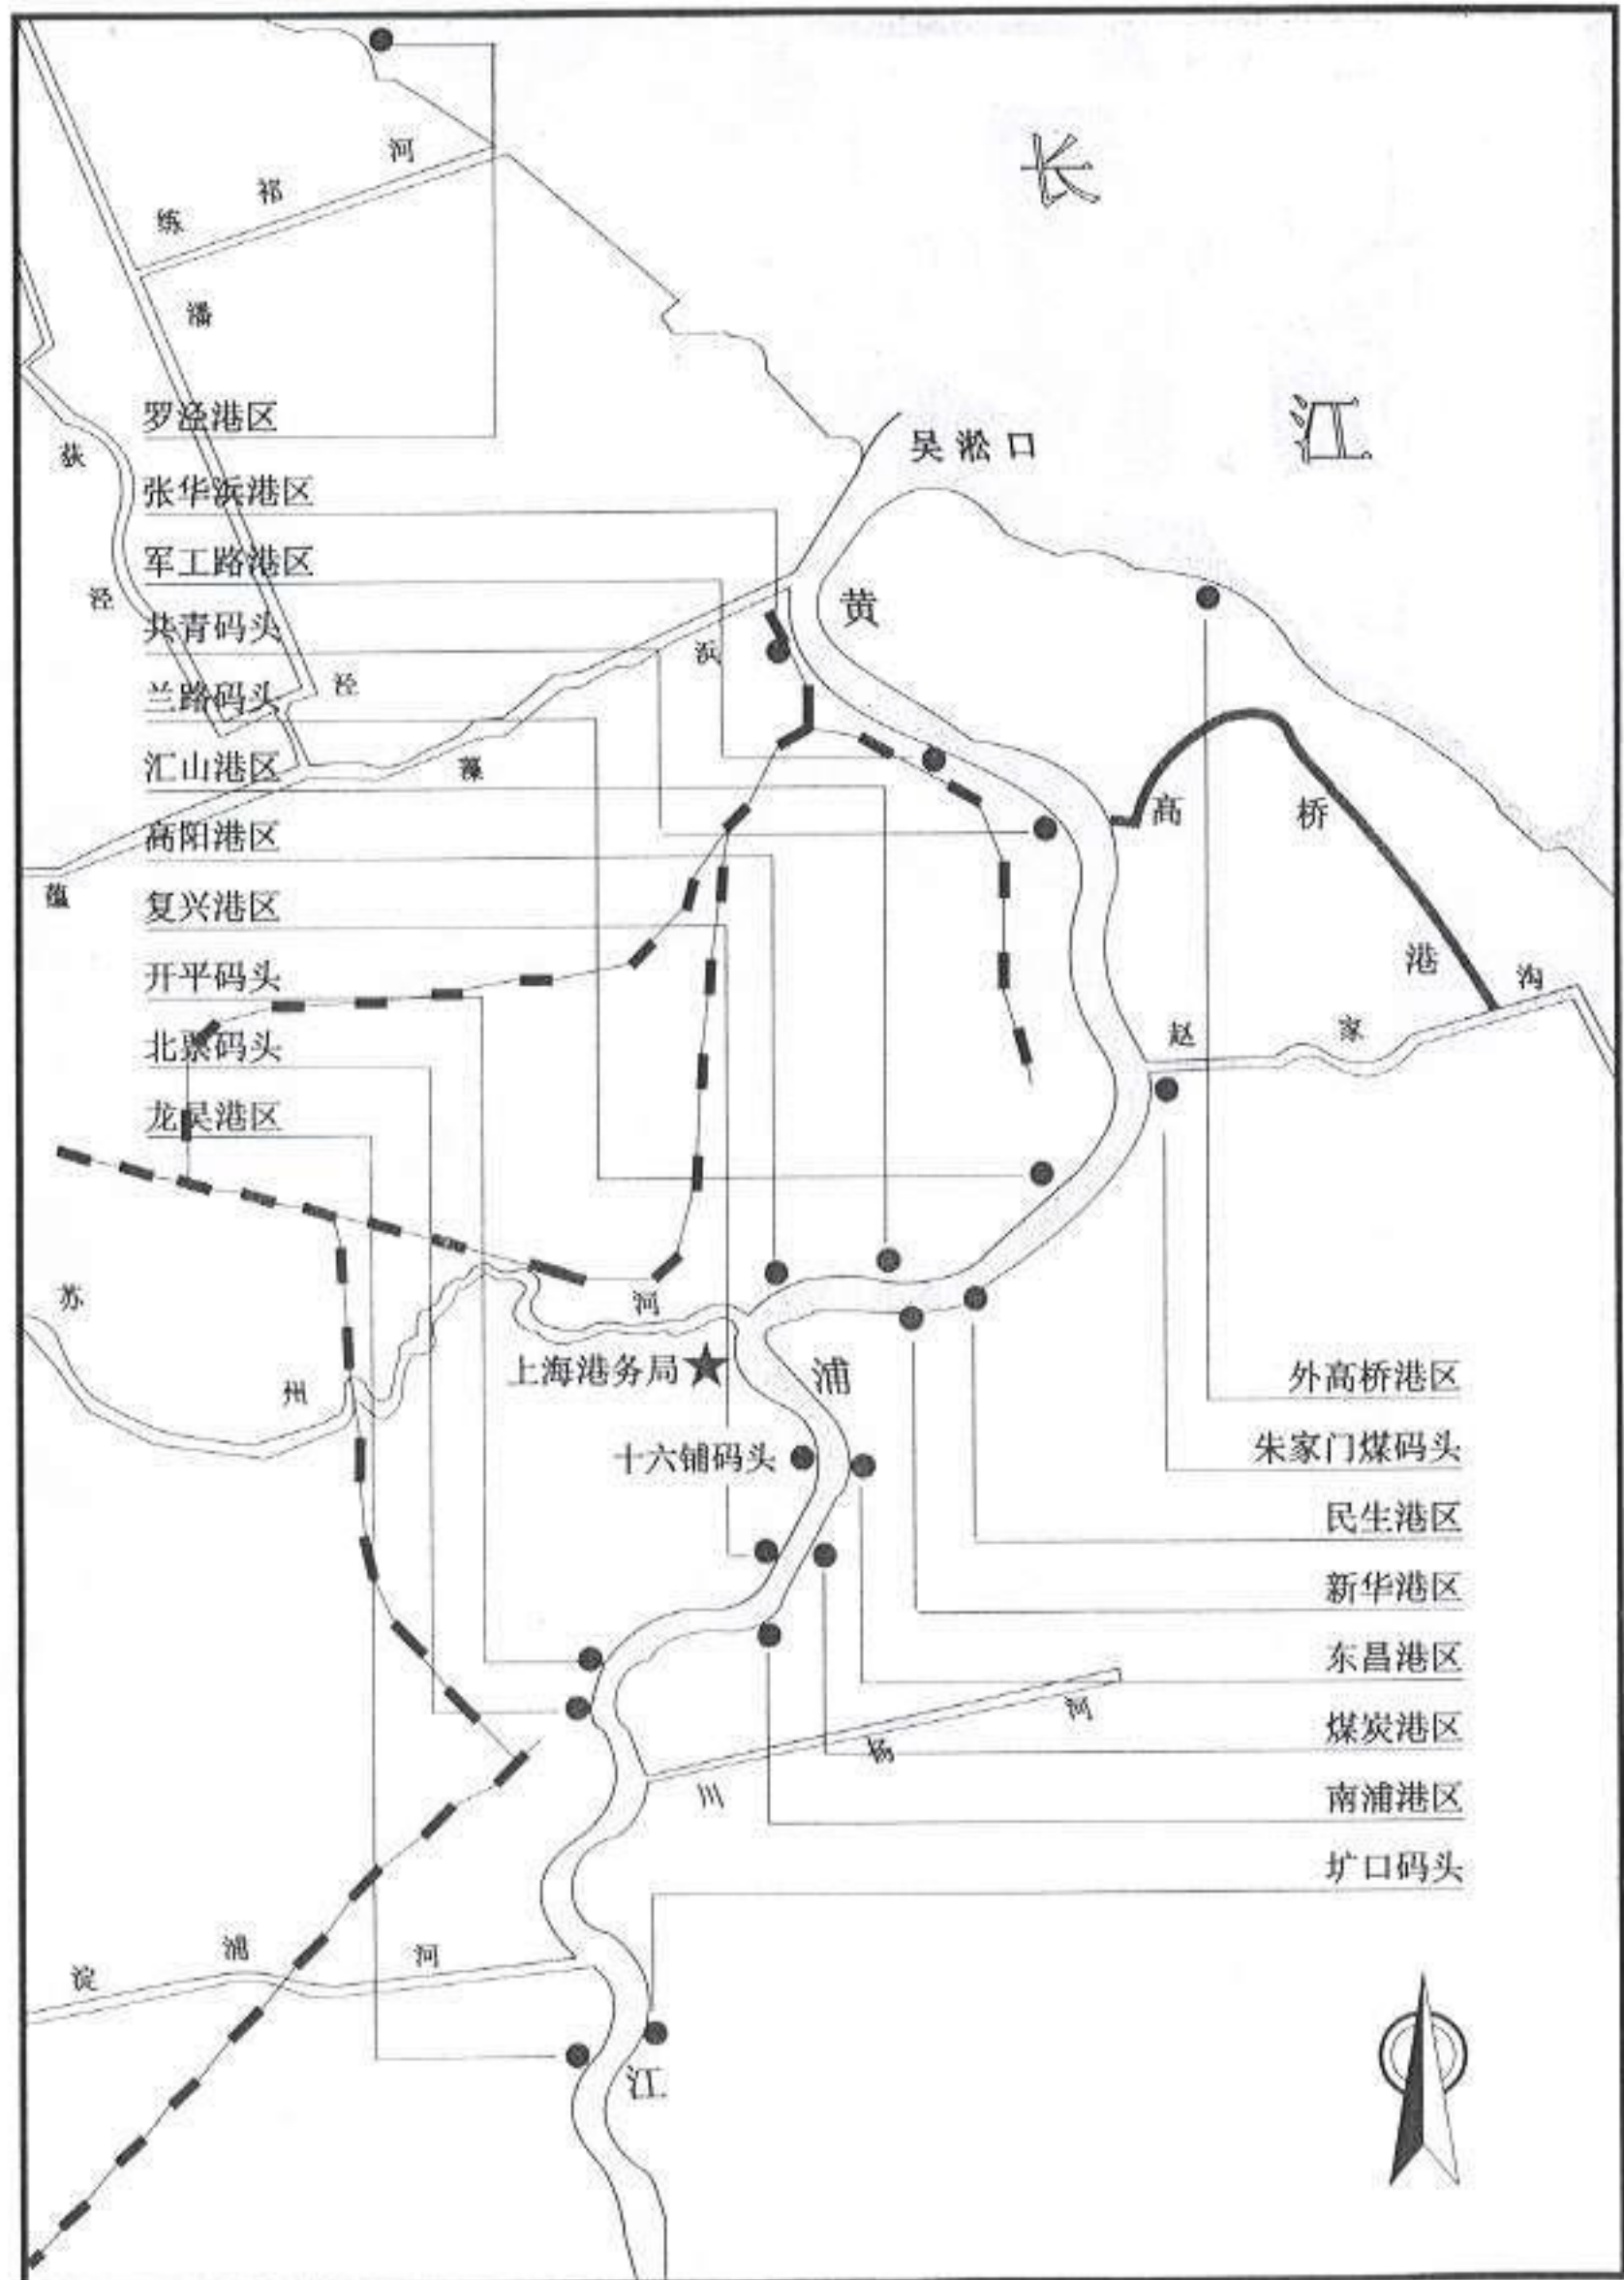 长江
练祁河
潘泾
荻泾
吴淞口
罗泾港区
张华浜港区
军工路港区
共青码头
兰路码头
汇山港区
高阳港区
复兴港区
开平码头
北票码头
龙吴港区
蕴藻浜
黄浦江
高桥港
赵家沟
苏州河
上海港务局
十六铺码头
外高桥港区
朱家门煤码头
民生港区
新华港区
东昌港区
煤炭港区
南浦港区
圹口码头
川杨河
淀浦河